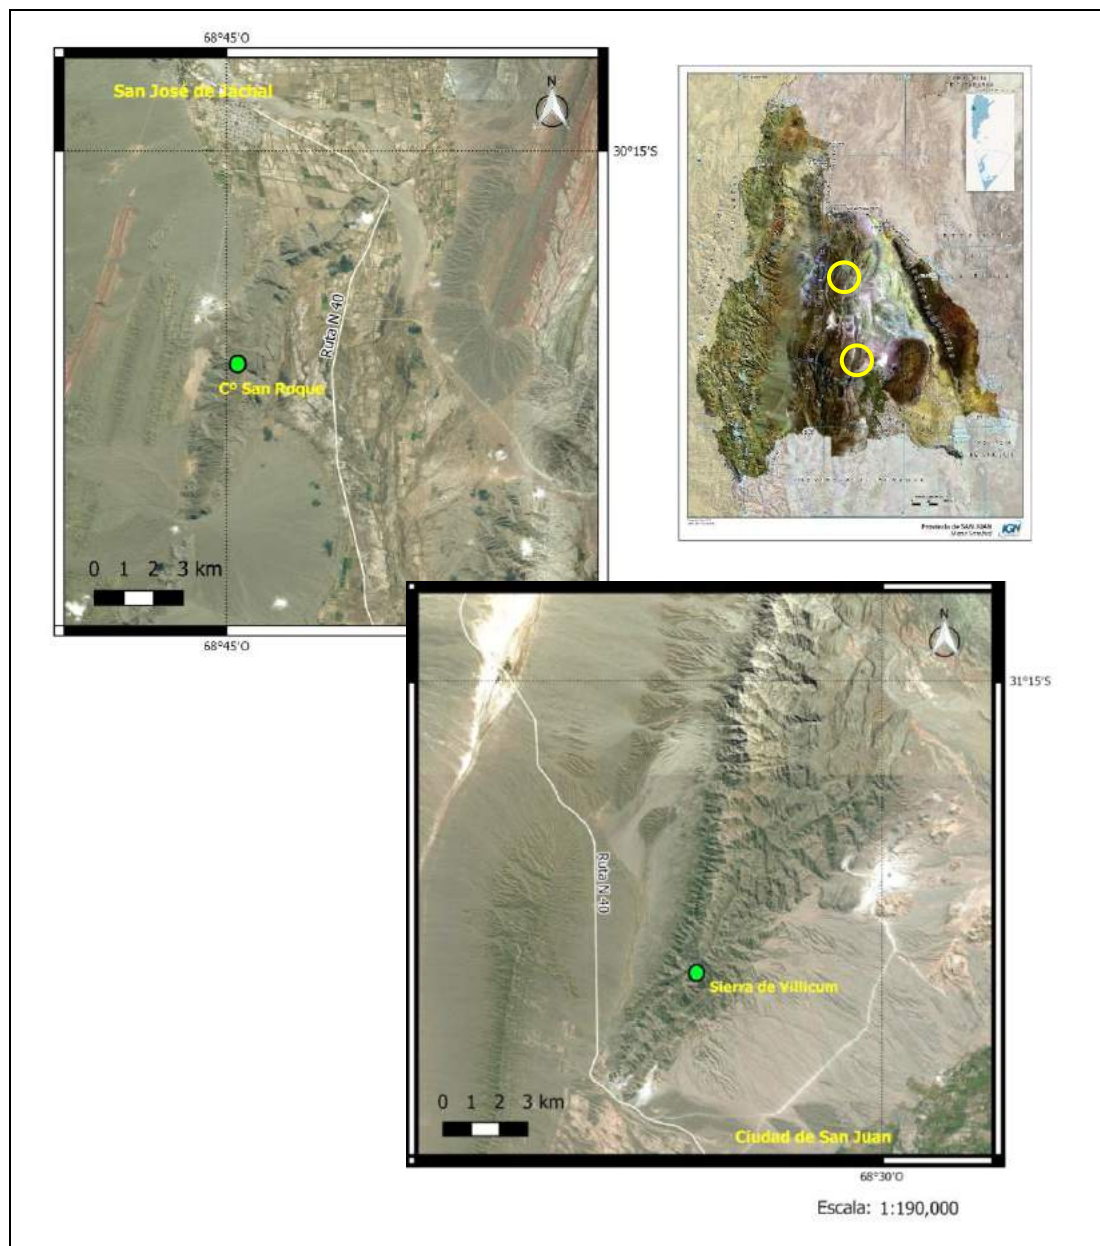 68°45'O
San José de Jáchal
N
30°15'S
Ruta N 40
Cº San Roque
0 1 2 3 km
68°45'O
Provincia de SAN JUAN
IGN
N
31°15'S
Ruta N 40
Sierra de Villicum
0 1 2 3 km
Ciudad de San Juan
68°30'O
Escala: 1:190,000